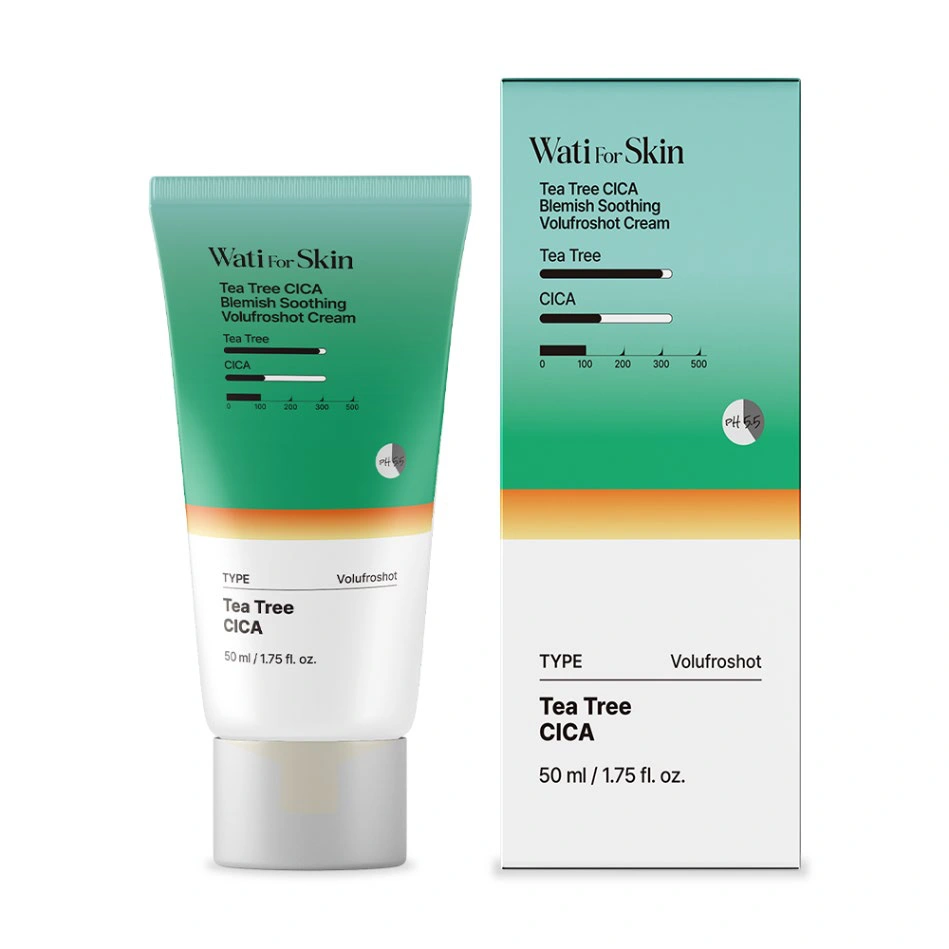 Wati For Skin
Tea Tree CICA
Blemish Soothing
Volufroshot Cream
Tea Tree
CICA
0 100 200 300 500
PH 5.5
TYPE Volufroshot
Tea Tree
CICA
50 ml / 1.75 fl. oz.
Wati For Skin
Tea Tree CICA
Blemish Soothing
Volufroshot Cream
Tea Tree
CICA
0 100 200 300 500
PH 5.5
TYPE Volufroshot
Tea Tree
CICA
50 ml / 1.75 fl. oz.